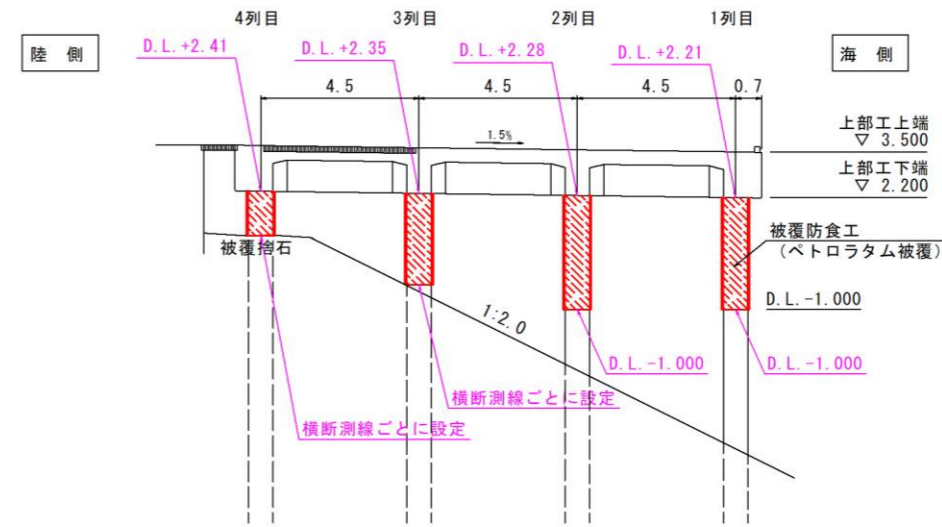 4列目
3列目
2列目
1列目
陸 側
D.L.+2.41
D.L.+2.35
D.L.+2.28
D.L.+2.21
海 側
4.5
4.5
4.5
0.7
1.5%
上部工上端
▽ 3.500
上部工下端
▽ 2.200
被覆捨石
被覆防食工
(ペトロラタム被覆)
D.L.-1.000
1:2.0
D.L.-1.000
D.L.-1.000
横断測線ごとに設定
横断測線ごとに設定